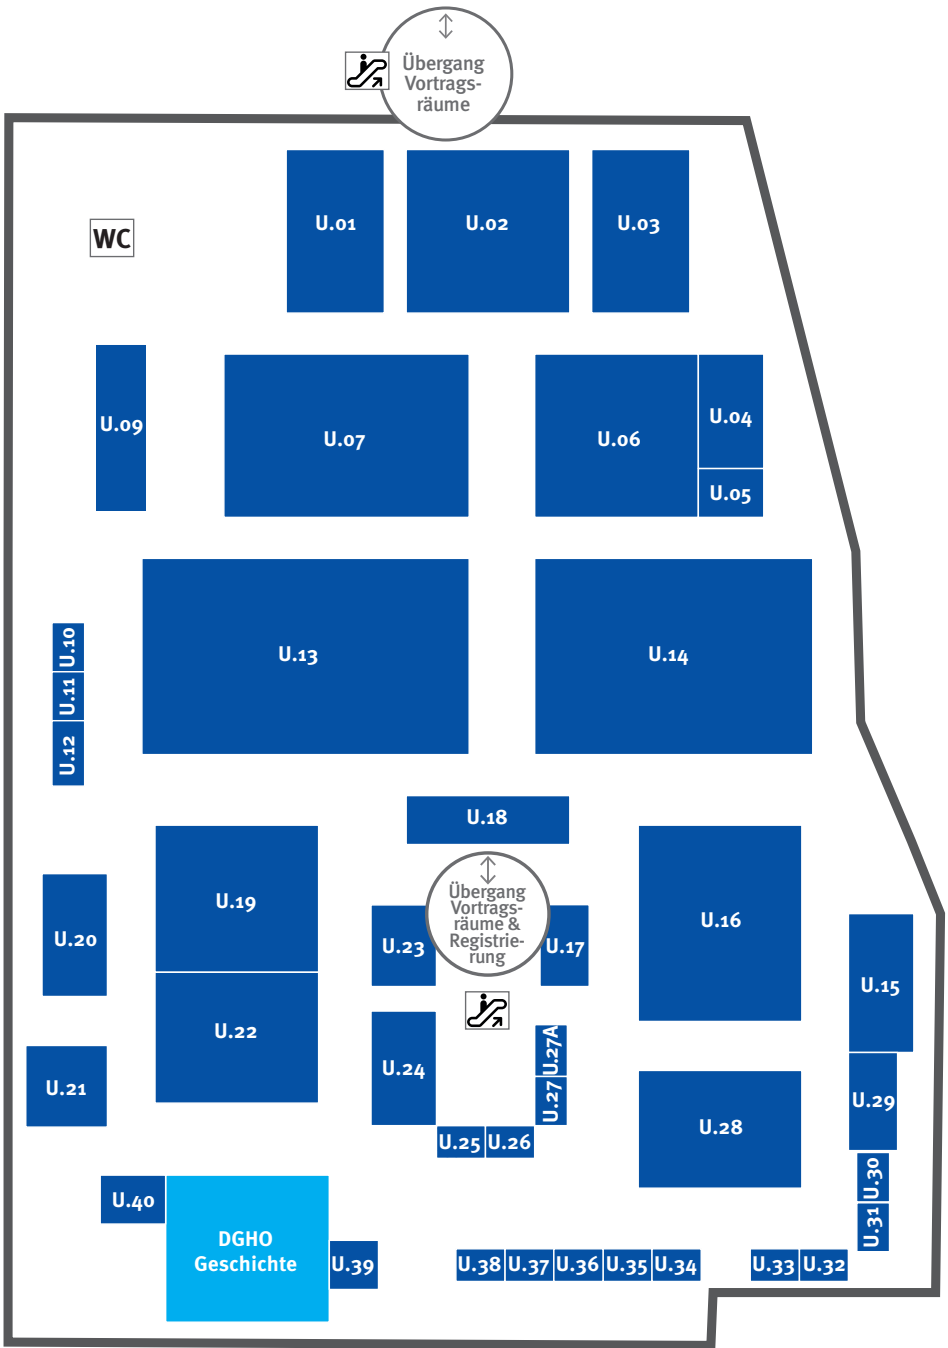 Übergang
Vortrags-
räume
WC
U.01
U.02
U.03
U.09
U.07
U.06
U.04
U.05
U.10
U.11
U.12
U.13
U.14
U.18
Übergang
Vortrags-
räume &
Registrie-
rung
U.19
U.20
U.23
U.17
U.16
U.15
U.22
U.21
U.24
U.27A
U.27
U.25
U.26
U.28
U.29
U.30
U.31
U.40
DGHO
Geschichte
U.39
U.38
U.37
U.36
U.35
U.34
U.33
U.32